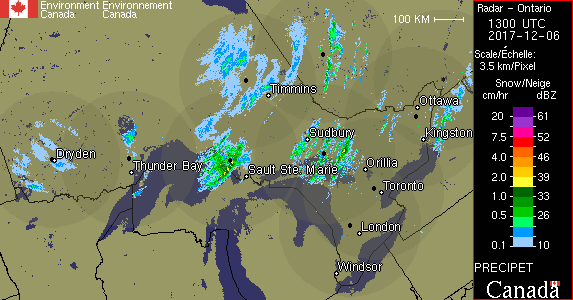 Environment Environnement
Canada Canada
100 KM
Radar - Ontario
1300 UTC
2017-12-06
Scale/Échelle:
3.5 km/Pixel
Snow/Neige
cm/hr dBZ
20 61
7.5 52
4.0 46
2.0 39
1.0 33
0.5 26
0.1 10
PRECIPET
Canada
Timmins
Ottawa
Sudbury
Kingston
Dryden
Thunder Bay
Sault Ste. Marie
Orillia
Toronto
London
Windsor